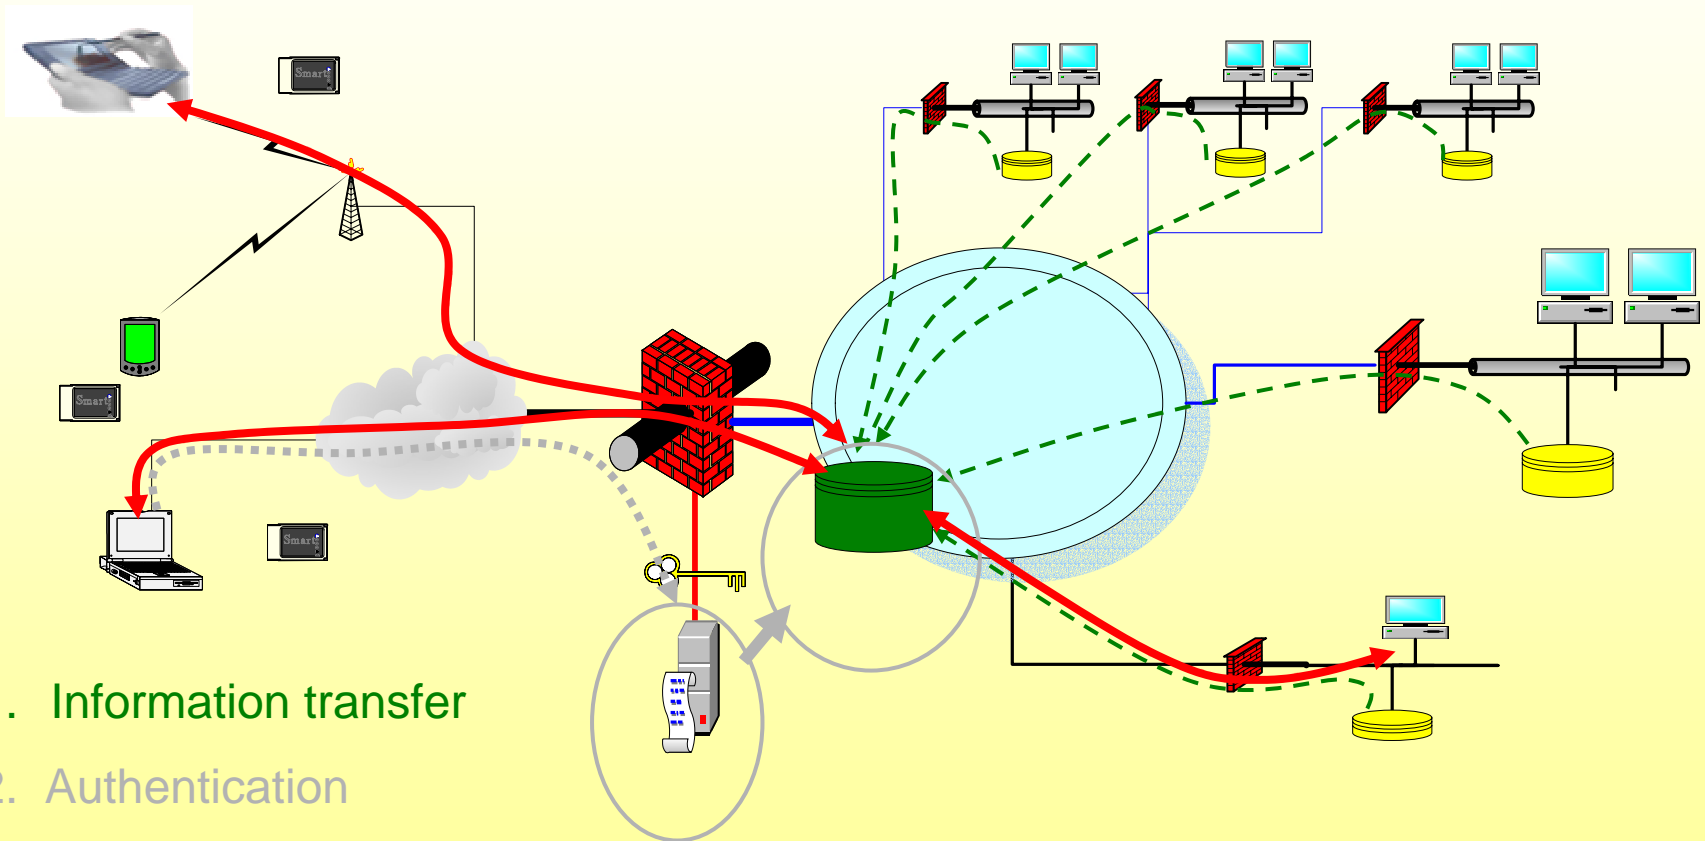 Smart
Smart
Smart
. Information transfer
2. Authentication